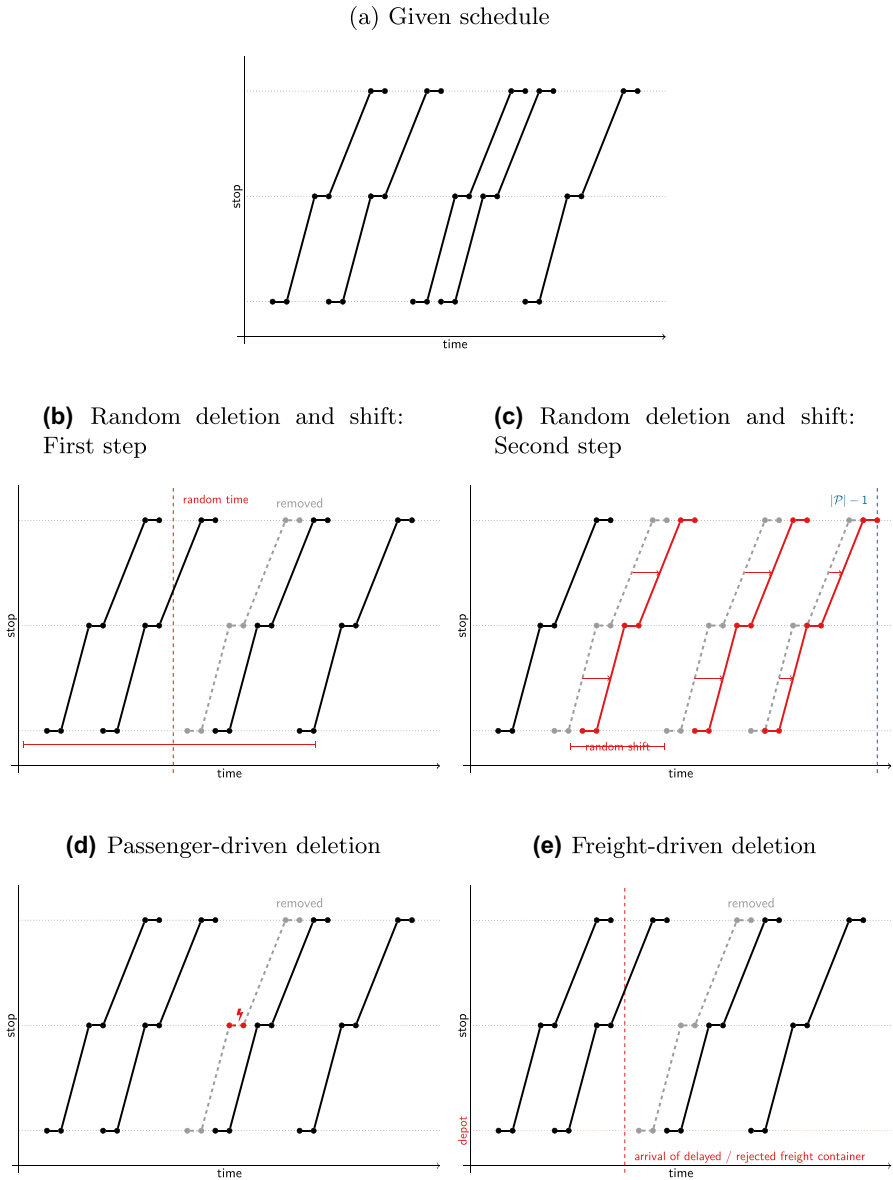 (a) Given schedule
stop
time
(b) Random deletion and shift:
First step
(c) Random deletion and shift:
Second step
random time
removed
stop
time
|𝒫| − 1
stop
random shift
time
(d) Passenger-driven deletion
(e) Freight-driven deletion
removed
stop
time
removed
stop
depot
arrival of delayed / rejected freight container
time